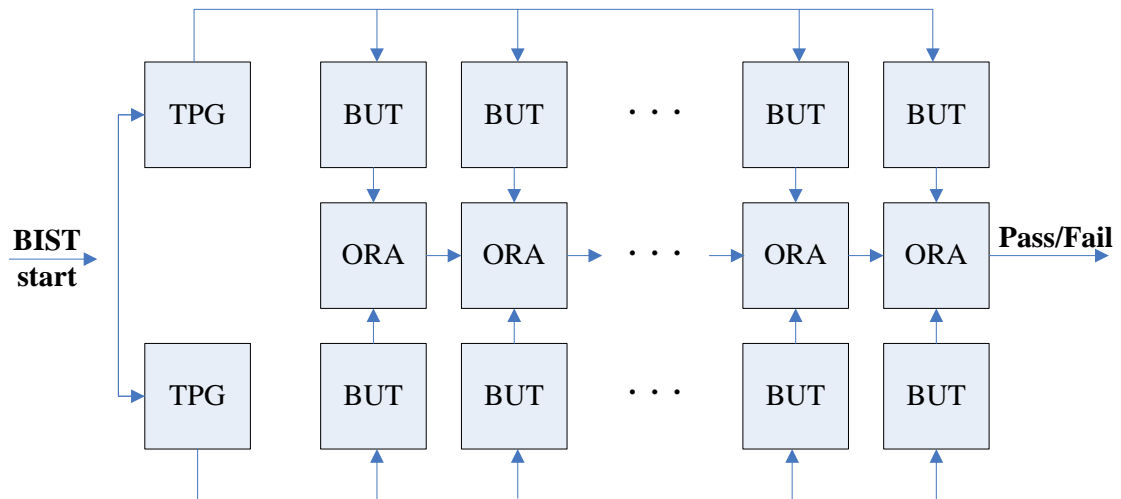 TPG BUT BUT . . . BUT BUT
BIST start
ORA ORA . . . ORA ORA
Pass/Fail
TPG BUT BUT . . . BUT BUT